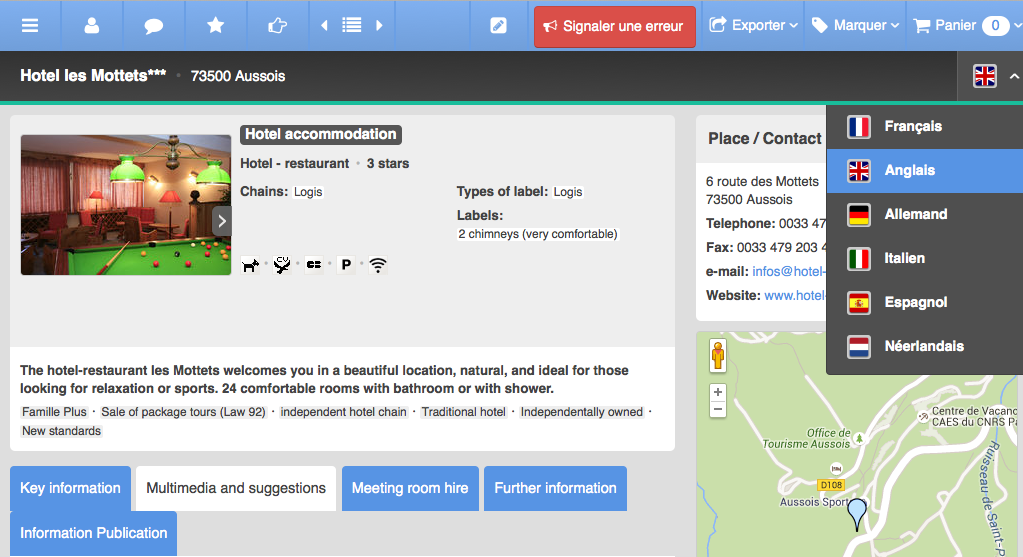 Signaler une erreur
Exporter
Marquer
Panier 0
Hotel les Mottets*** • 73500 Aussois
Hotel accommodation
Hotel - restaurant • 3 stars
Chains: Logis
Types of label: Logis
Labels:
2 chimneys (very comfortable)
CV
P
The hotel-restaurant les Mottets welcomes you in a beautiful location, natural, and ideal for those
looking for relaxation or sports. 24 comfortable rooms with bathroom or with shower.
Famille Plus · Sale of package tours (Law 92) · independent hotel chain · Traditional hotel · Independently owned ·
New standards
Key information
Multimedia and suggestions
Meeting room hire
Further information
Information Publication
Place / Contact
6 route des Mottets
73500 Aussois
Telephone: 0033 47
Fax: 0033 479 203 4
e-mail: infos@hotel-
Website: www.hotel-
Français
Anglais
Allemand
Italien
Espagnol
Néerlandais
+
−
Centre de Vacanc
CAES du CNRS Pa
Office de
Tourisme Aussois
D108
Aussois Sport
Ruisseau de Saint-P